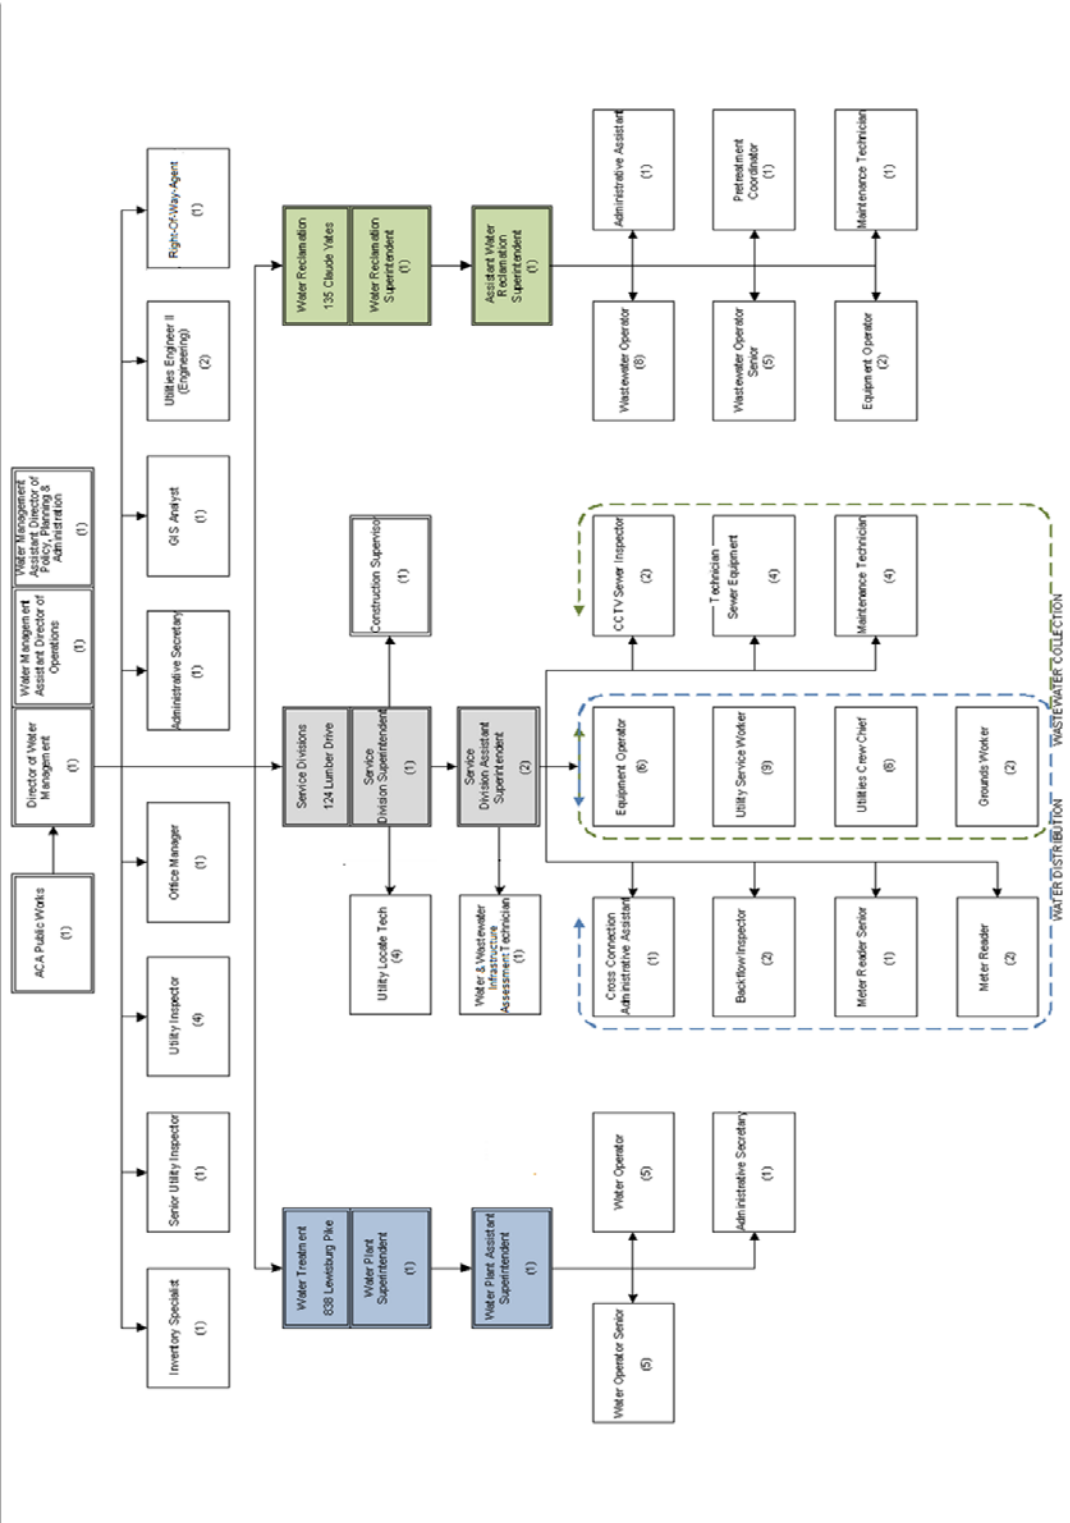 ACA Public Works
(1)
Director of Water
Management
(1)
Water Management
Assistant Director of
Operations
(1)
Water Management
Assistant Director of
Policy, Planning &
Administration
(1)
Inventory Specialist
(1)
Senior Utility Inspector
(1)
Utility Inspector
(4)
Office Manager
(1)
Administrative Secretary
(1)
GIS Analyst
(1)
Utilities Engineer II
(Engineering)
(2)
Right-Of-Way-Agent
(1)
Water Treatment
838 Lewisburg Pike
Water Plant
Superintendent
(1)
Water Plant Assistant
Superintendent
(1)
Water Operator Senior
(5)
Water Operator
(5)
Administrative Secretary
(1)
Service Divisions
124 Lumber Drive
Service
Division Superintendent
(1)
Utility Locate Tech
(4)
Construction Supervisor
(1)
Service
Division Assistant
Superintendent
(2)
Water & Wastewater
Infrastructure
Assessment Technician
(1)
Cross Connection
Administrative Assistant
(1)
Backflow Inspector
(2)
Meter Reader Senior
(1)
Meter Reader
(2)
Equipment Operator
(6)
Utility Service Worker
(9)
Utilities Crew Chief
Grounds Worker
(2)
CCTV Sewer Inspector
(2)
Technician
Sewer Equipment
(4)
Maintenance Technician
(4)
WATER DISTRIBUTION
WASTEWATER COLLECTION
Water Reclamation
135 Claude Yates
Water Reclamation
Superintendent
(1)
Assistant Water
Reclamation
Superintendent
(1)
Wastewater Operator
(8)
Administrative Assistant
(1)
Wastewater Operator
Senior
(5)
Pretreatment
Coordinator
(1)
Equipment Operator
(2)
Maintenance Technician
(1)